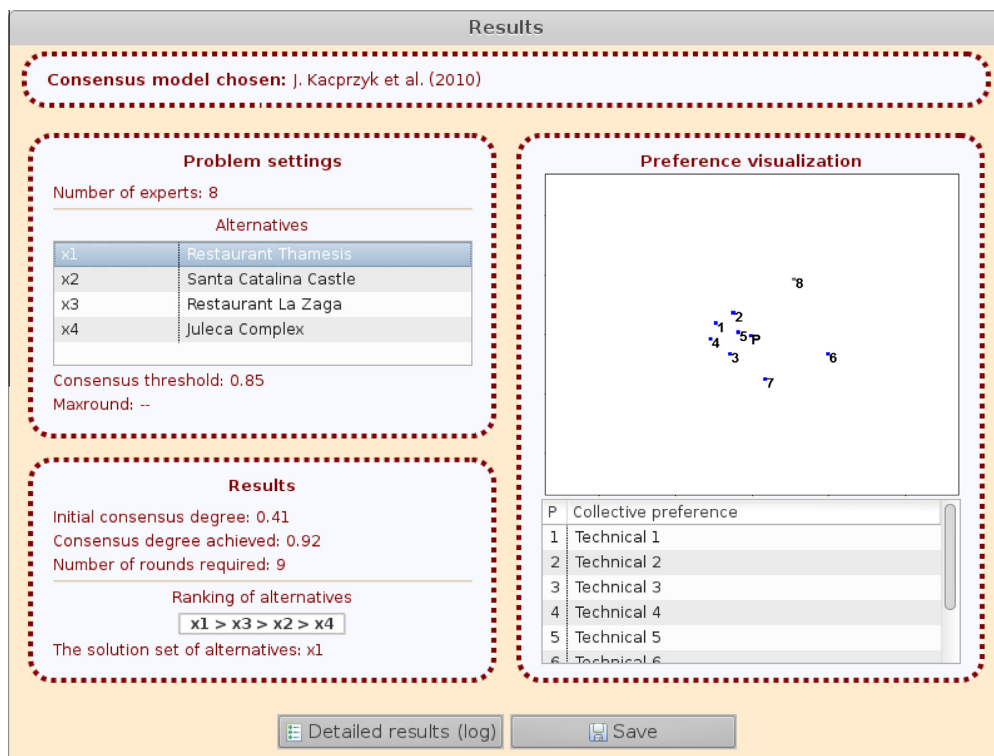 Results
Consensus model chosen: J. Kacprzyk et al. (2010)
Problem settings
Number of experts: 8
Alternatives
x1 Restaurant Thamesis
x2 Santa Catalina Castle
x3 Restaurant La Zaga
x4 Juleca Complex
Consensus threshold: 0.85
Maxround: --
Results
Initial consensus degree: 0.41
Consensus degree achieved: 0.92
Number of rounds required: 9
Ranking of alternatives
x1 > x3 > x2 > x4
The solution set of alternatives: x1
Preference visualization
8
2
1
5 P
4
3
6
7
P Collective preference
1 Technical 1
2 Technical 2
3 Technical 3
4 Technical 4
5 Technical 5
6 Technical 6
Detailed results (log)
Save